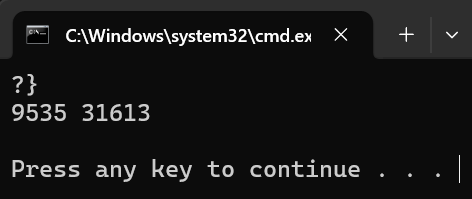 C:\Windows\system32\cmd.ex
?}
9535 31613
Press any key to continue . . .